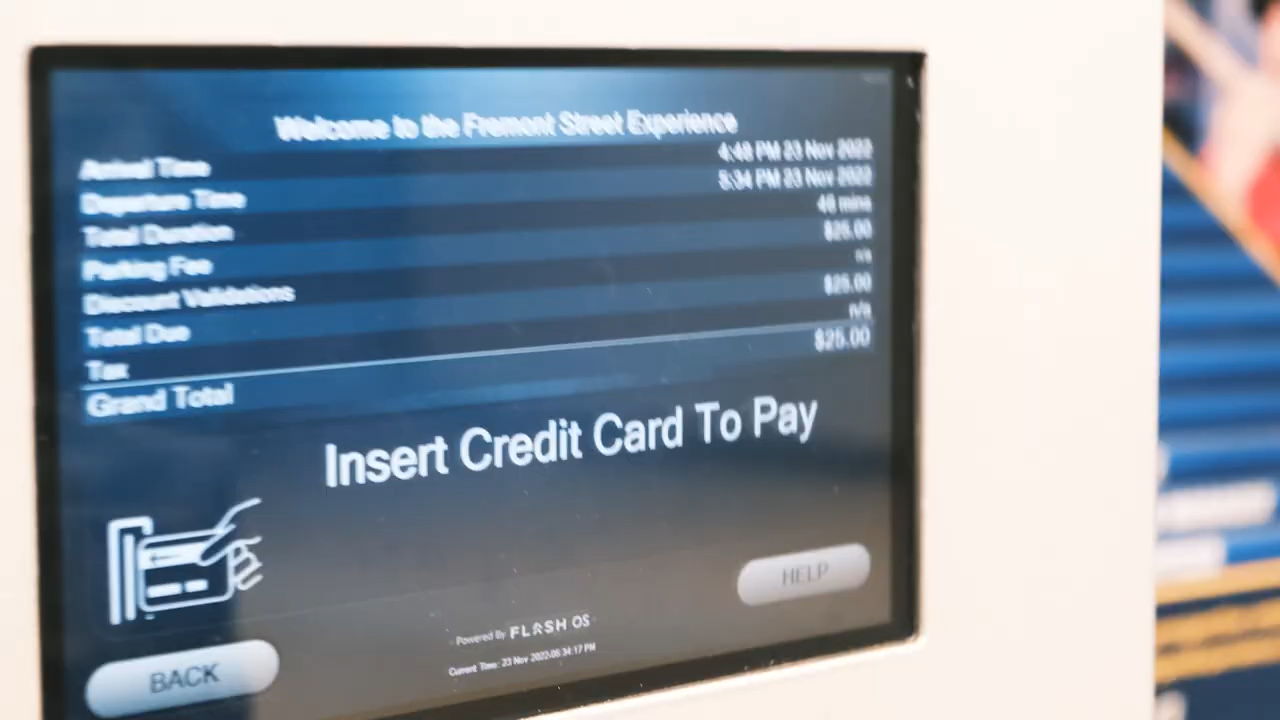 Welcome to the Fremont Street Experience
Arrival Time 4:48 PM 23 Nov 2022
Departure Time 5:34 PM 23 Nov 2022
Total Duration 46 mins
Parking Fee $25.00
Discount Validations n/a
Total Due $25.00
Tax n/a
Grand Total $25.00
Insert Credit Card To Pay
HELP
Powered By FLASH OS
Current Time: 23 Nov 2022-05:34:17 PM
BACK